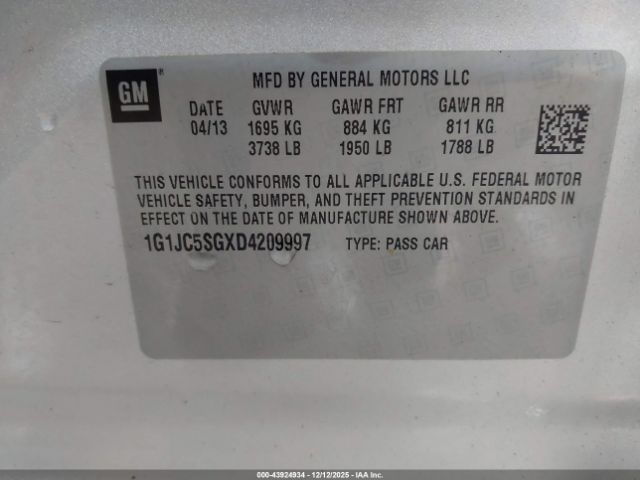 GM ®
MFD BY GENERAL MOTORS LLC
DATE GVWR GAWR FRT GAWR RR
04/13 1695 KG 884 KG 811 KG
3738 LB 1950 LB 1788 LB
THIS VEHICLE CONFORMS TO ALL APPLICABLE U.S. FEDERAL MOTOR
VEHICLE SAFETY, BUMPER, AND THEFT PREVENTION STANDARDS IN
EFFECT ON THE DATE OF MANUFACTURE SHOWN ABOVE.
1G1JC5SGXD4209997 TYPE: PASS CAR
000-43924934 - 12/12/2025 - IAA Inc.